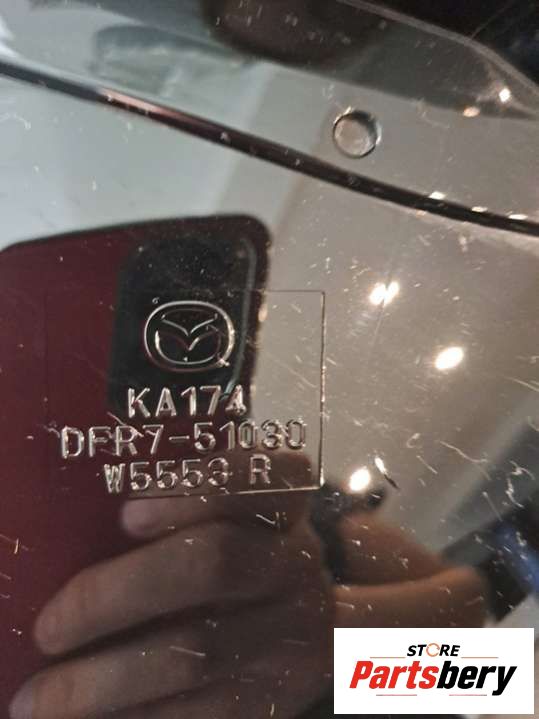 KA174
DFR7-51030
W5553 R
STORE
Partsbery